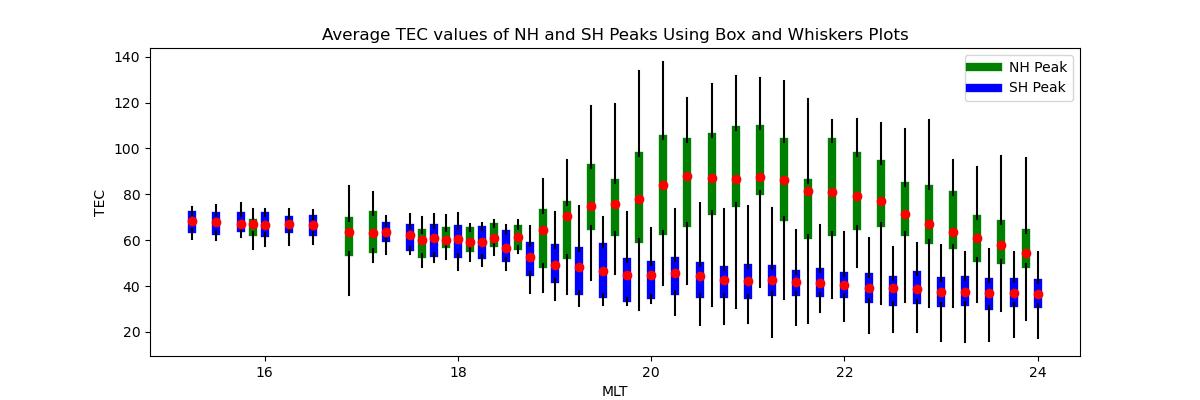 Average TEC values of NH and SH Peaks Using Box and Whiskers Plots
NH Peak
SH Peak
TEC
140
120
100
80
60
40
20
16 18 20 22 24
MLT